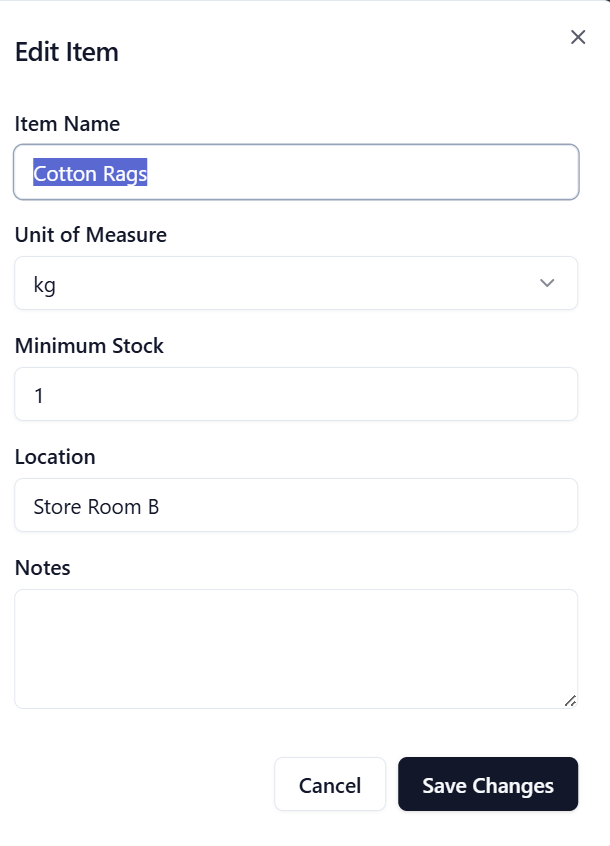 Edit Item
Item Name
Cotton Rags
Unit of Measure
kg
Minimum Stock
1
Location
Store Room B
Notes
Cancel
Save Changes